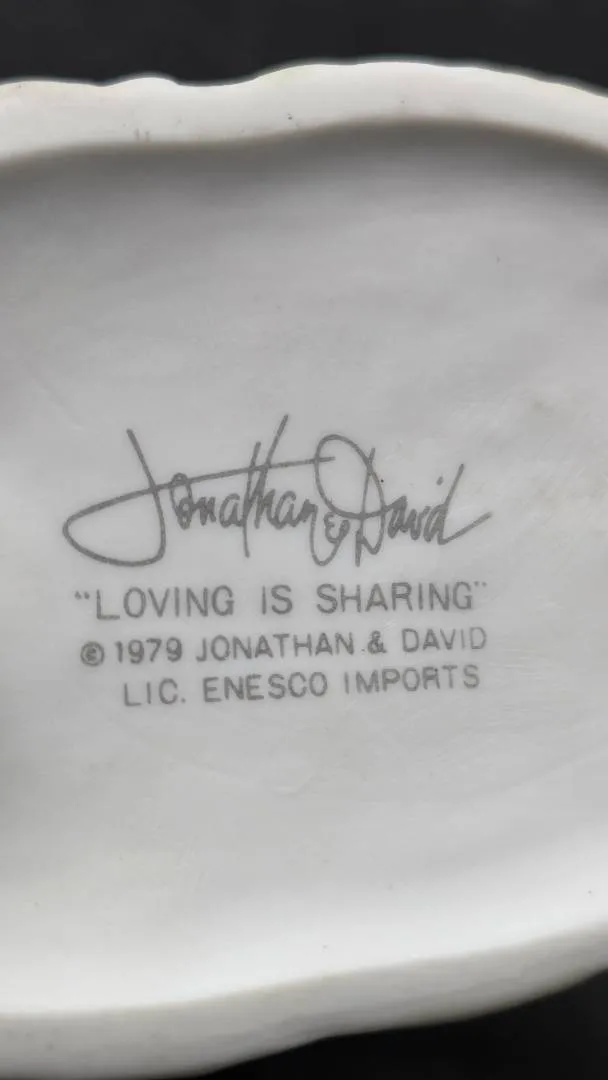 Jonathan & David
"LOVING IS SHARING"
© 1979 JONATHAN & DAVID
LIC. ENESCO IMPORTS